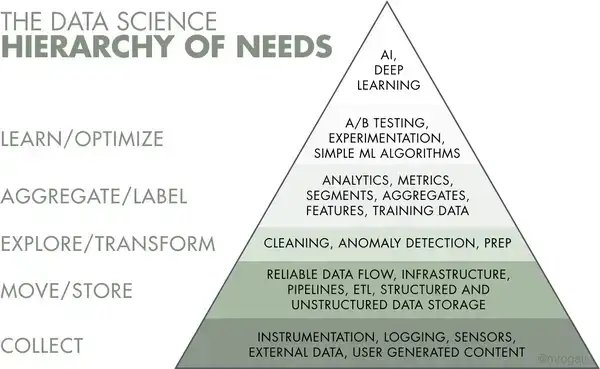 THE DATA SCIENCE
HIERARCHY OF NEEDS
AI,
DEEP
LEARNING
LEARN/OPTIMIZE
A/B TESTING,
EXPERIMENTATION,
SIMPLE ML ALGORITHMS
AGGREGATE/LABEL
ANALYTICS, METRICS,
SEGMENTS, AGGREGATES,
FEATURES, TRAINING DATA
EXPLORE/TRANSFORM
CLEANING, ANOMALY DETECTION, PREP
MOVE/STORE
RELIABLE DATA FLOW, INFRASTRUCTURE,
PIPELINES, ETL, STRUCTURED AND
UNSTRUCTURED DATA STORAGE
COLLECT
INSTRUMENTATION, LOGGING, SENSORS,
EXTERNAL DATA, USER GENERATED CONTENT